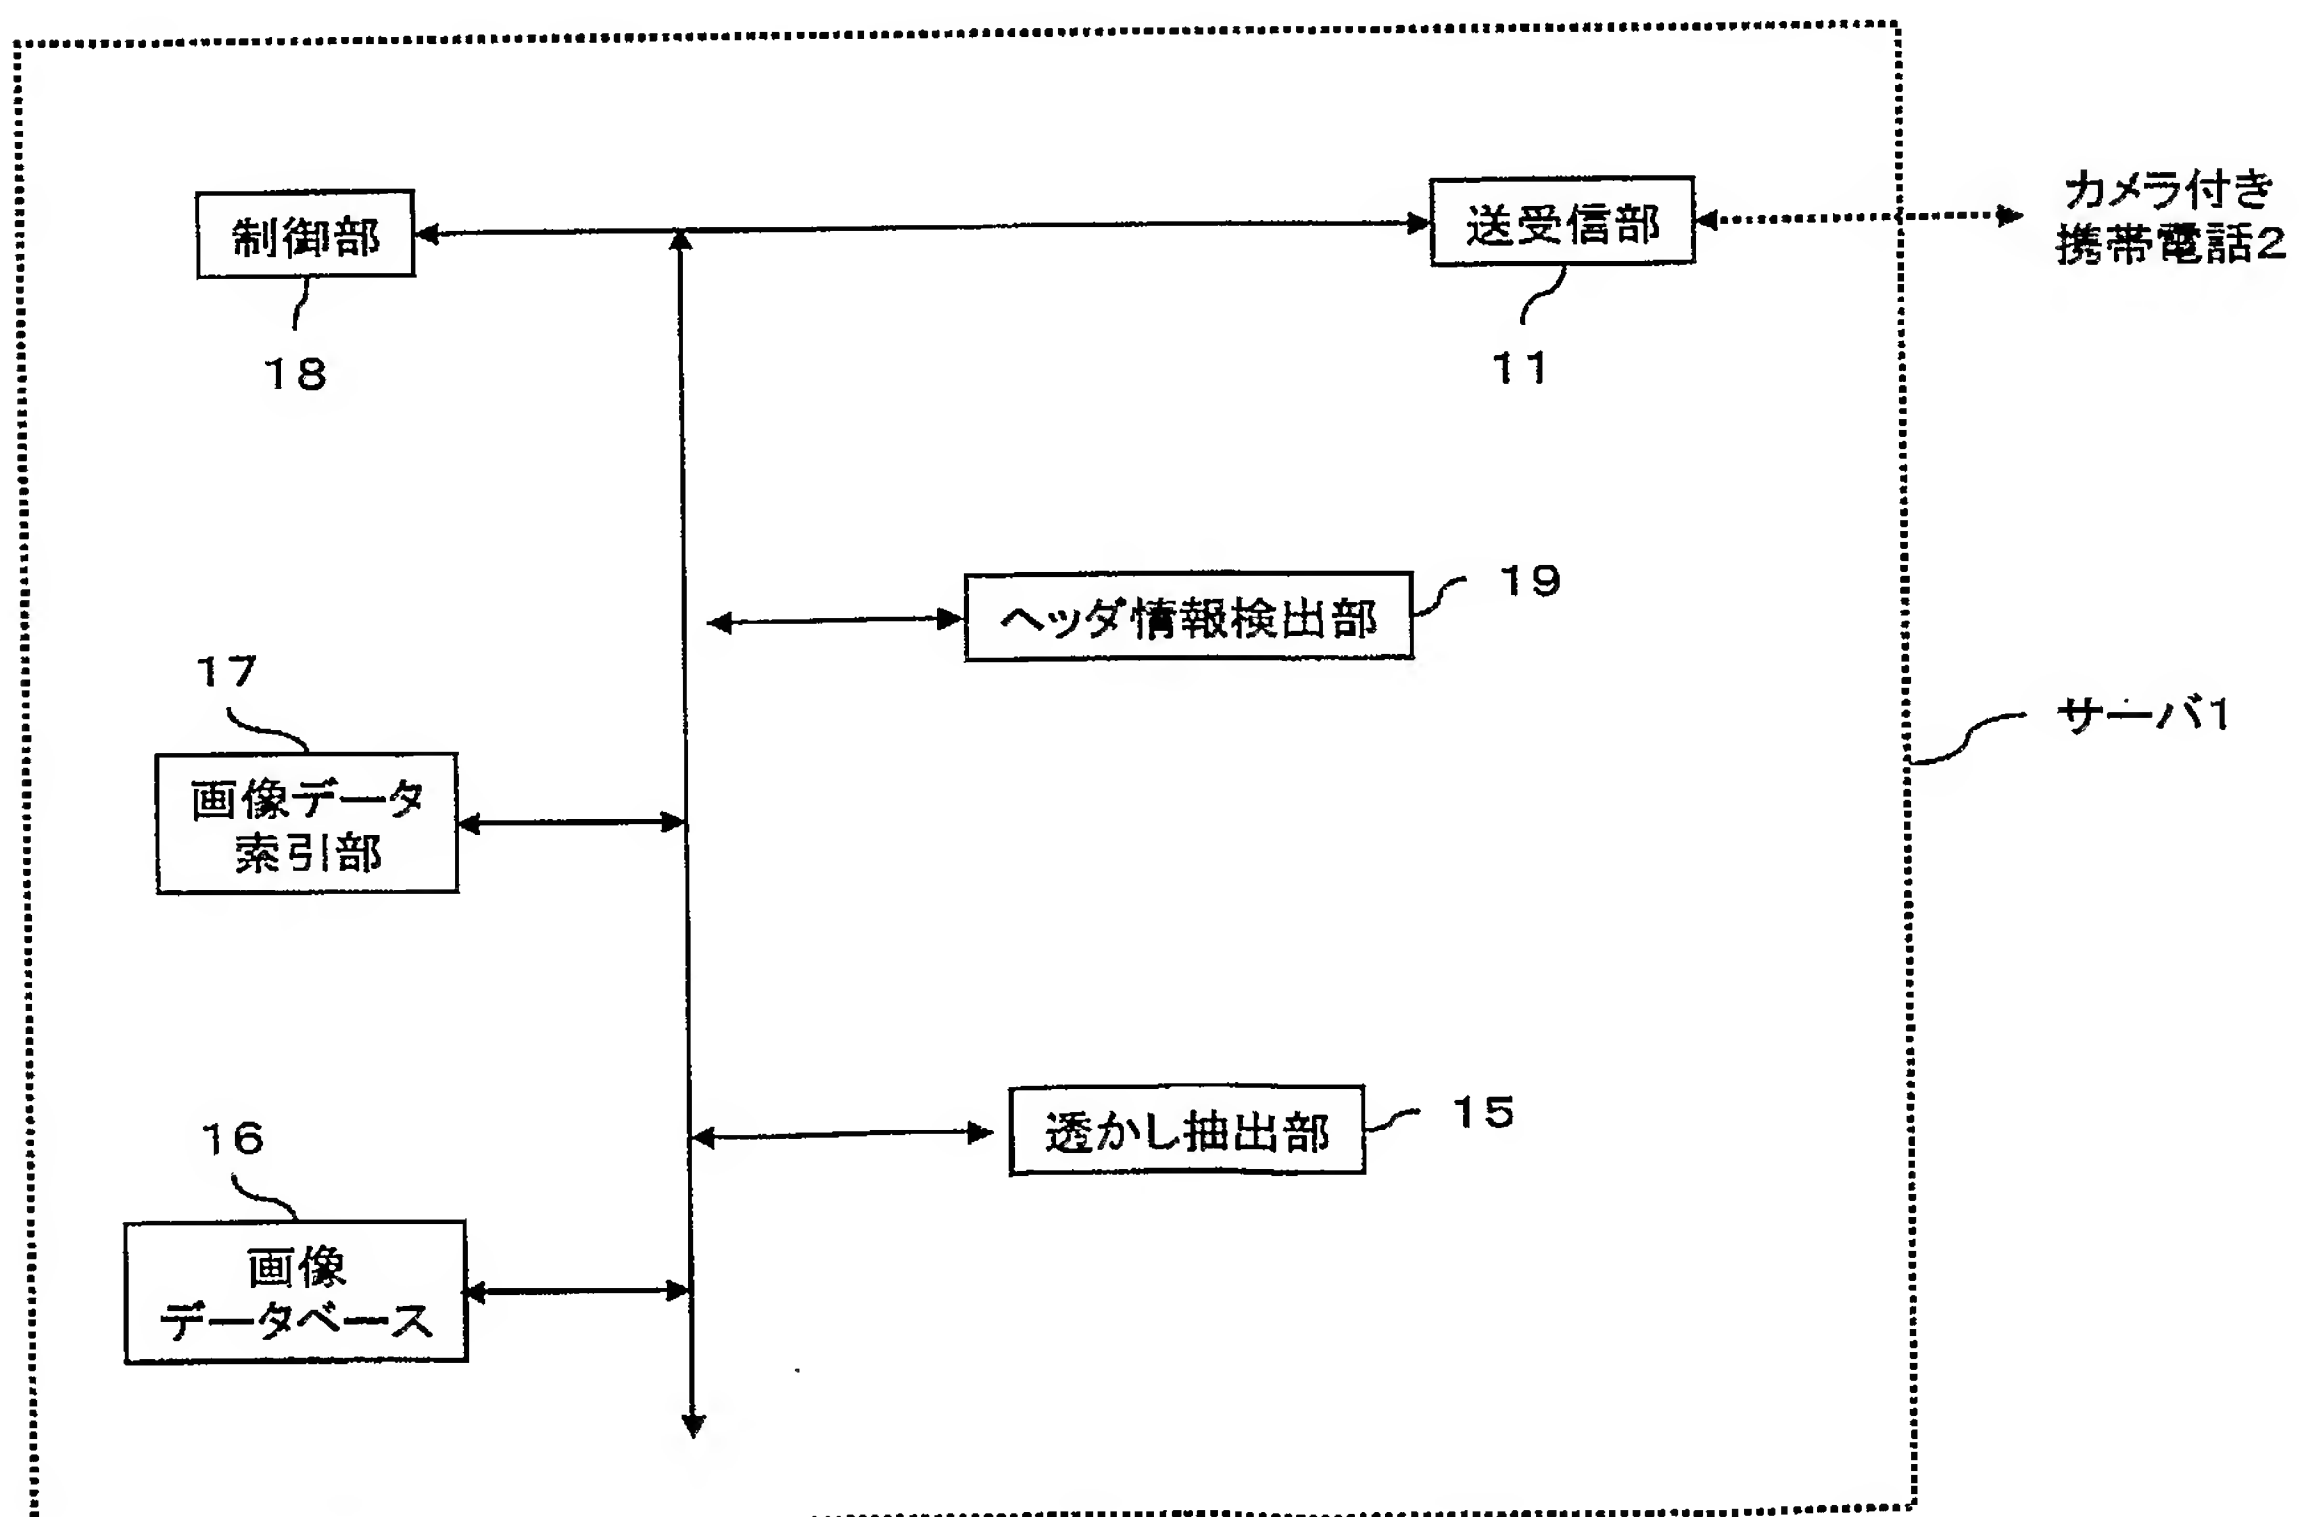 制御部
18
送受信部
11
カメラ付き
携帯電話2
ヘッダ情報検出部
19
17
画像データ
索引部
サーバ1
透かし抽出部
15
16
画像
データベース